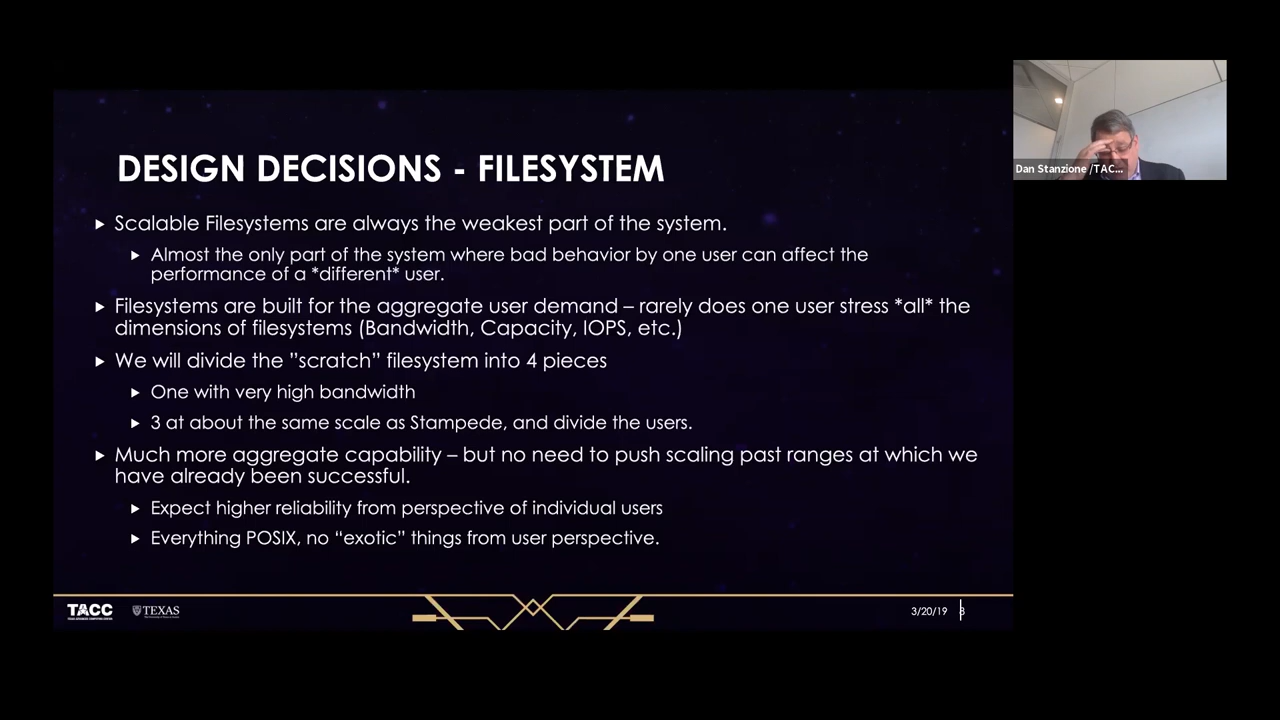 DESIGN DECISIONS - FILESYSTEM
Scalable Filesystems are always the weakest part of the system.
Almost the only part of the system where bad behavior by one user can affect the
performance of a *different* user.
Filesystems are built for the aggregate user demand – rarely does one user stress *all* the
dimensions of filesystems (Bandwidth, Capacity, IOPS, etc.)
We will divide the ”scratch” filesystem into 4 pieces
One with very high bandwidth
3 at about the same scale as Stampede, and divide the users.
Much more aggregate capability – but no need to push scaling past ranges at which we
have already been successful.
Expect higher reliability from perspective of individual users
Everything POSIX, no “exotic” things from user perspective.
TACC
TEXAS
3/20/19
Dan Stanzione /TAC...